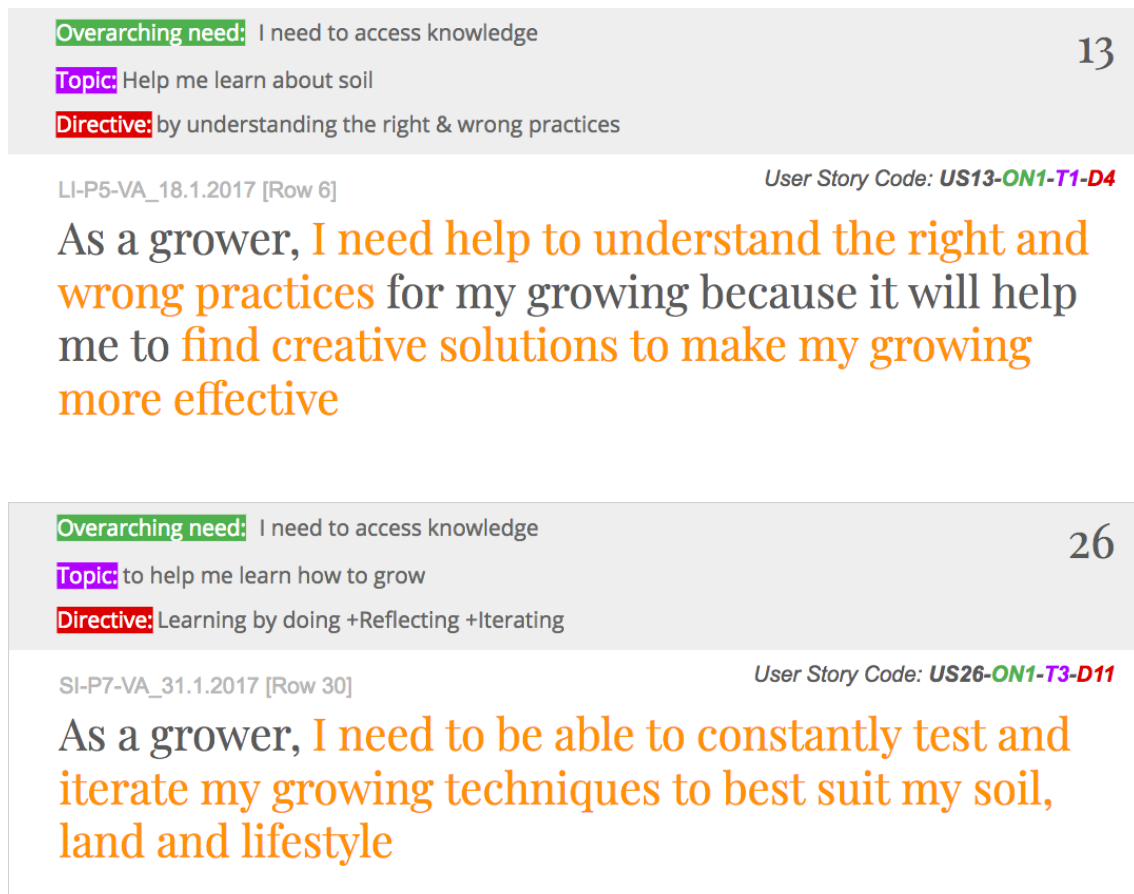 Overarching need: I need to access knowledge
13
Topic: Help me learn about soil
Directive: by understanding the right & wrong practices
LI-P5-VA_18.1.2017 [Row 6]
User Story Code: US13-ON1-T1-D4
As a grower, I need help to understand the right and
wrong practices for my growing because it will help
me to find creative solutions to make my growing
more effective
Overarching need: I need to access knowledge
26
Topic: to help me learn how to grow
Directive: Learning by doing +Reflecting +Iterating
SI-P7-VA_31.1.2017 [Row 30]
User Story Code: US26-ON1-T3-D11
As a grower, I need to be able to constantly test and
iterate my growing techniques to best suit my soil,
land and lifestyle